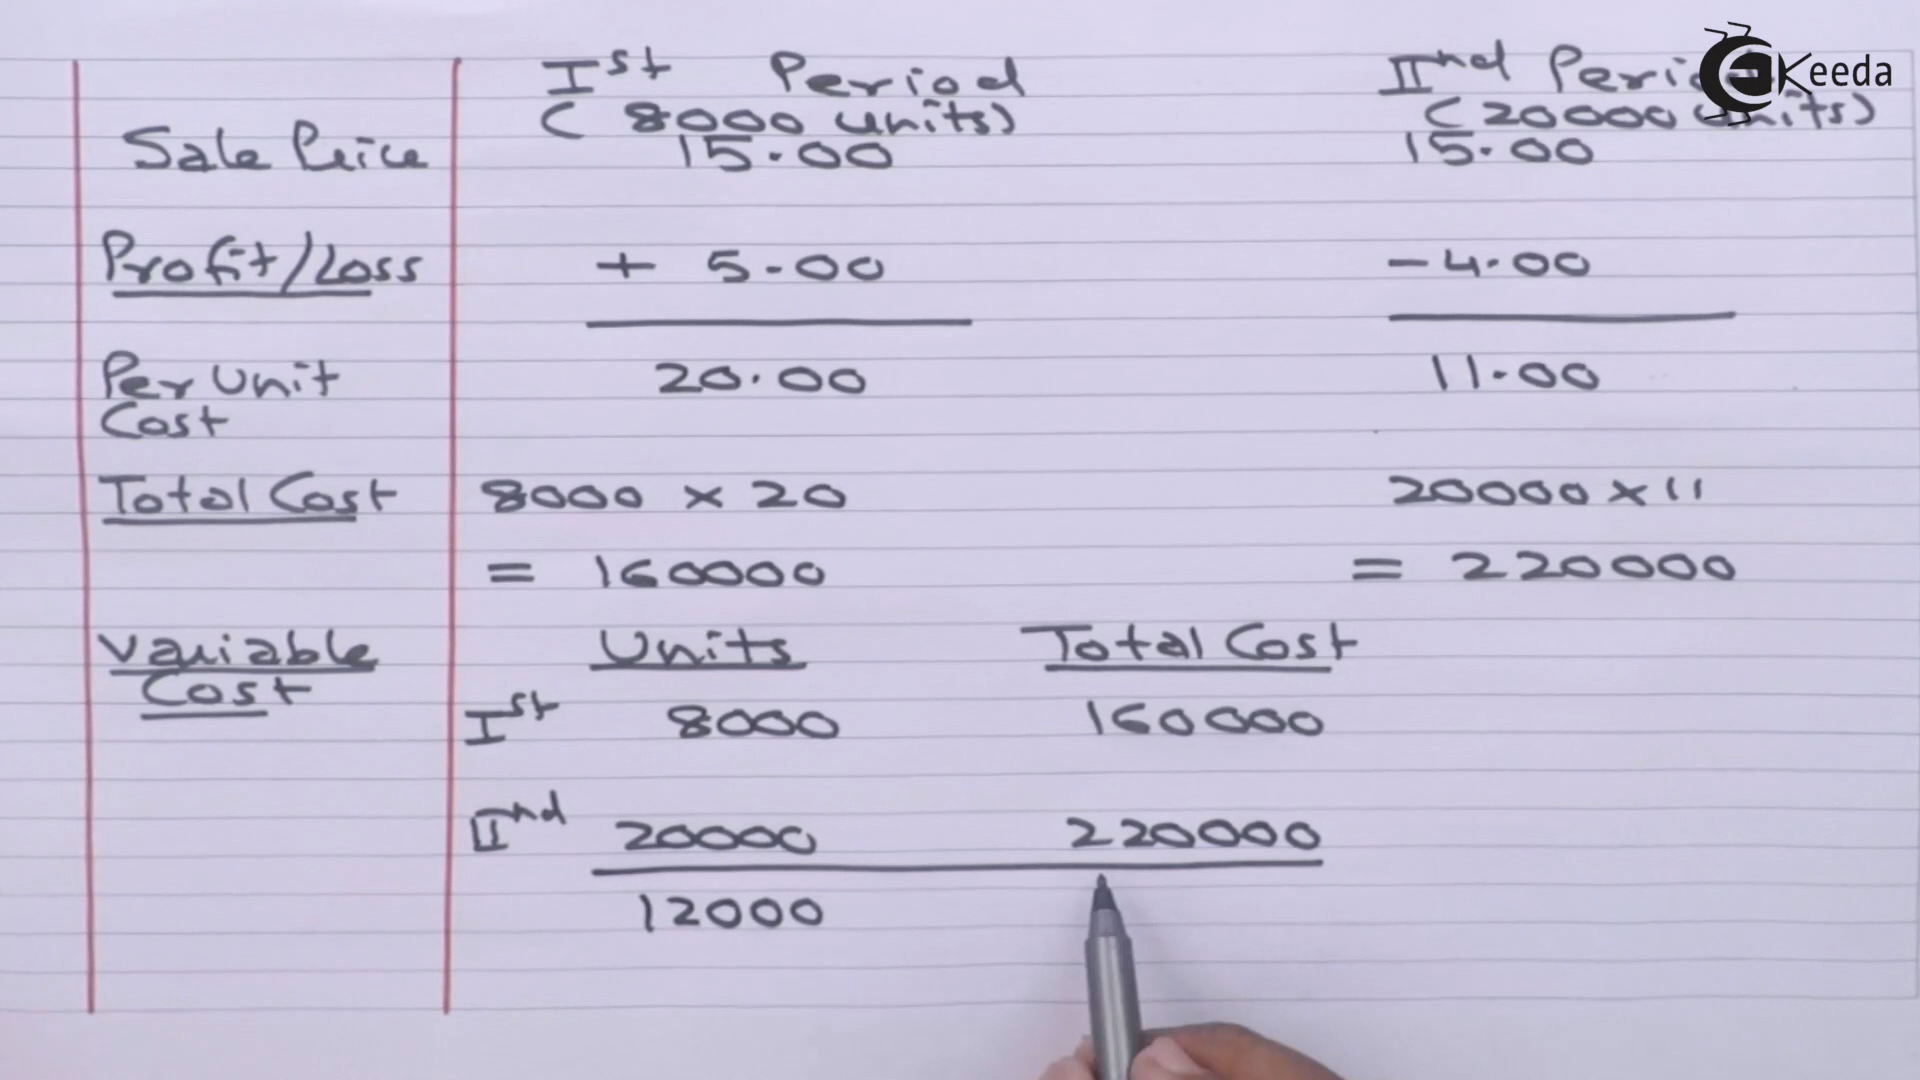 Ist Period IInd Period
(8000 units) (20000 units)
Sale Price 15.00 15.00
Profit/Loss + 5.00 - 4.00
Per Unit 20.00 11.00
Cost
Total Cost 8000 x 20 20000 x 11
= 160000 = 220000
Variable Units Total Cost
Cost
Ist 8000 160000
IInd 20000 220000
12000
eKeeda